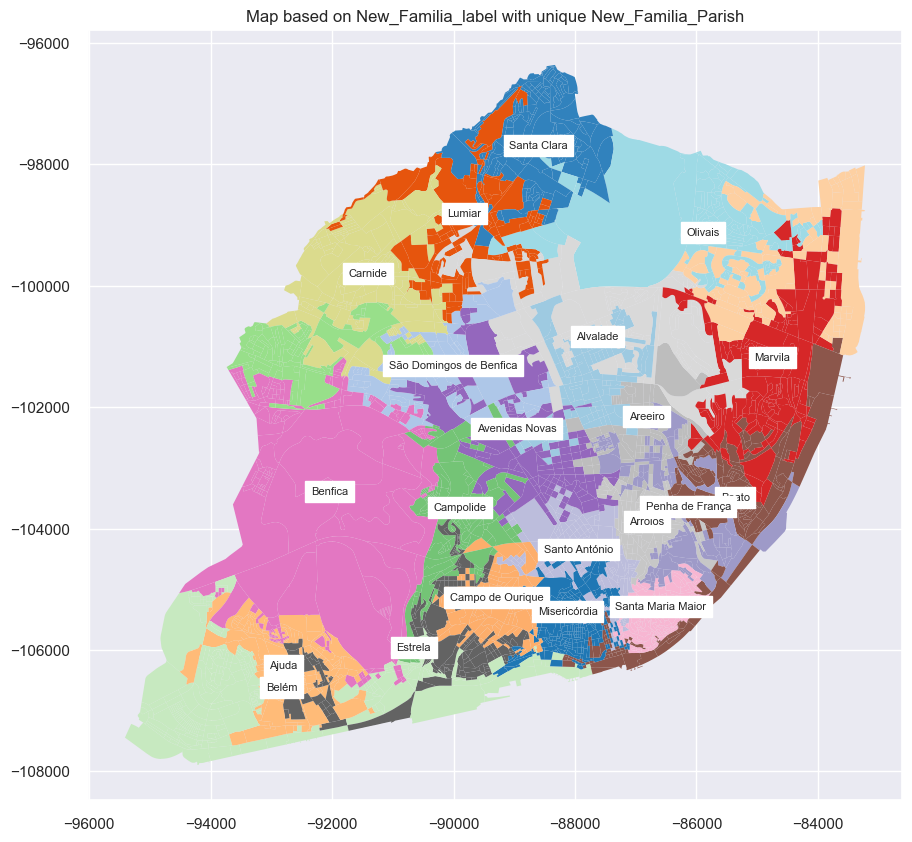 Map based on New_Familia_label with unique New_Familia_Parish
−96000
−98000
−100000
−102000
−104000
−106000
−108000
Santa Clara
Lumiar
Olivais
Carnide
Alvalade
Marvila
São Domingos de Benfica
Areeiro
Avenidas Novas
Benfica
Beato
Penha de França
Campolide
Arroios
Santo António
Campo de Ourique
Misericórdia
Santa Maria Maior
Estrela
Ajuda
Belém
−96000 −94000 −92000 −90000 −88000 −86000 −84000